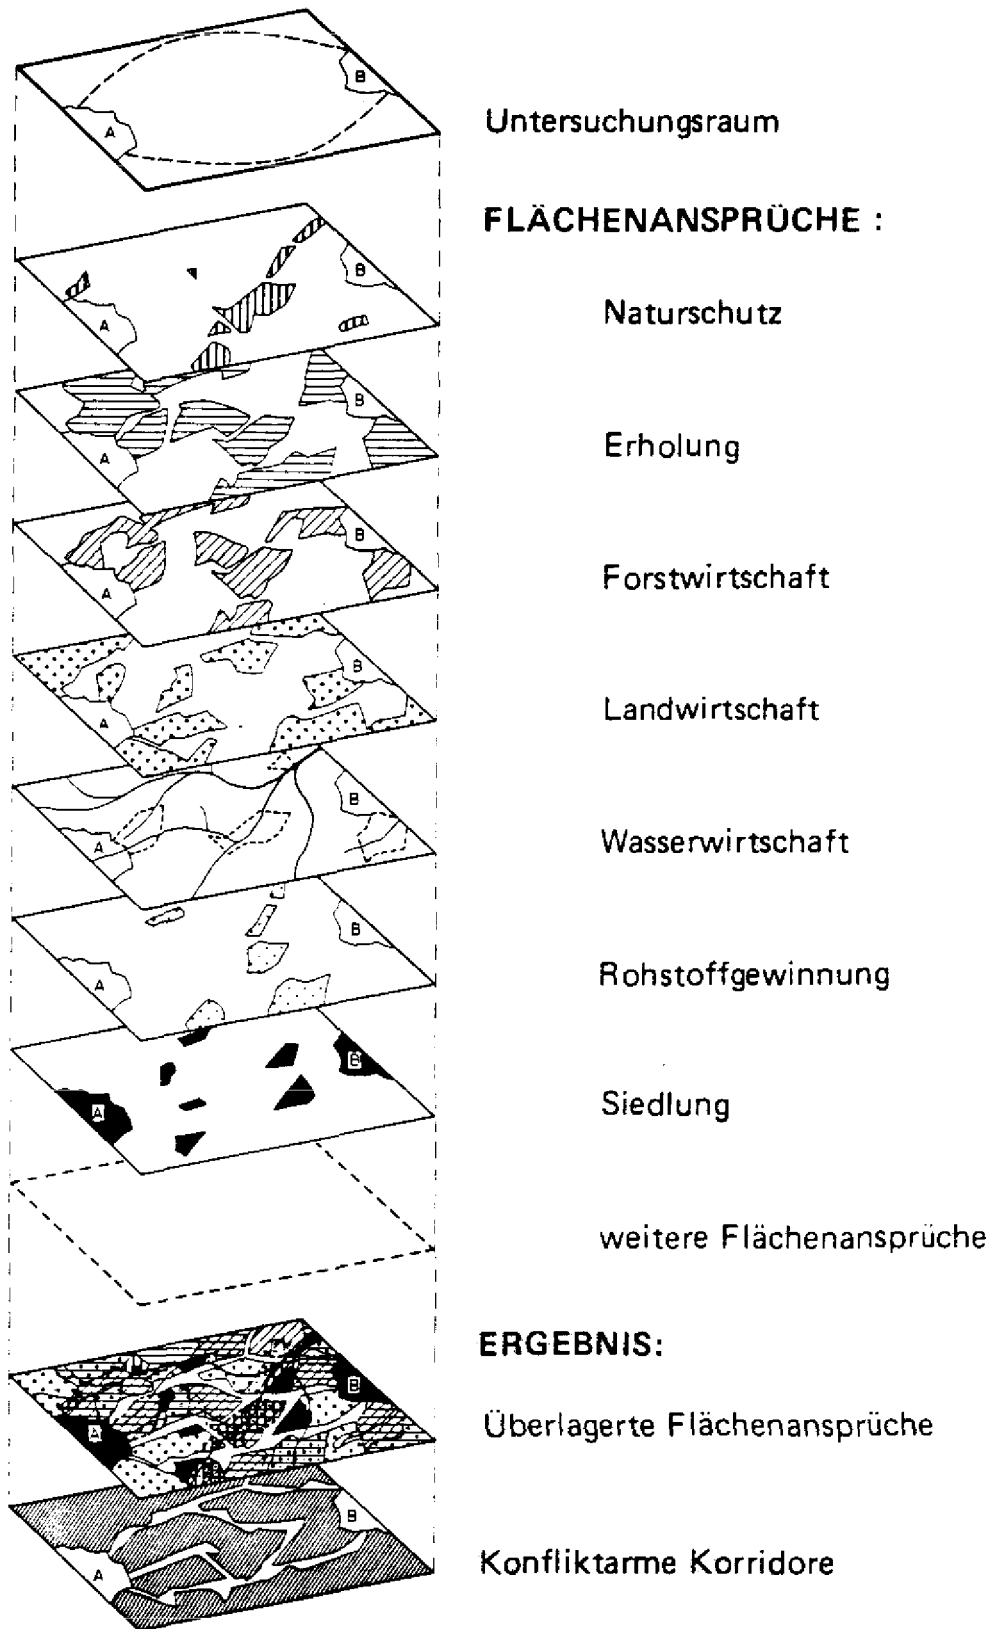 B
A
Untersuchungsraum
FLÄCHENANSPRÜCHE :
B
A
Naturschutz
B
A
Erholung
B
A
Forstwirtschaft
B
A
Landwirtschaft
B
A
Wasserwirtschaft
B
A
Rohstoffgewinnung
B
A
Siedlung
weitere Flächenansprüche
ERGEBNIS:
B
A
Überlagerte Flächenansprüche
B
A
Konfliktarme Korridore